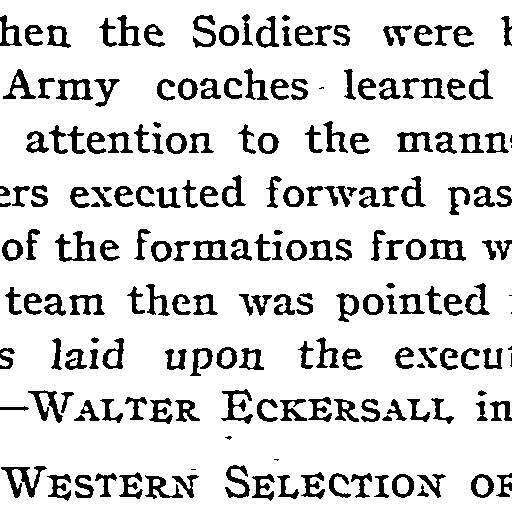 hen the Soldiers were
Army coaches learned
attention to the mann
ers executed forward pas
of the formations from w
team then was pointed
s laid upon the execut
—WALTER ECKERSALL in
WESTERN SELECTION OF